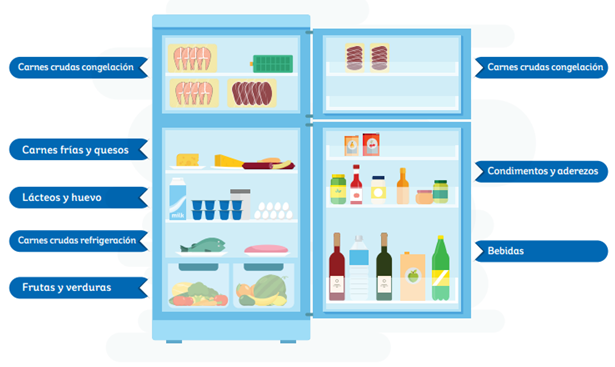 Carnes crudas congelación
Carnes frías y quesos
Lácteos y huevo
Carnes crudas refrigeración
Frutas y verduras
milk
Carnes crudas congelación
Condimentos y aderezos
Bebidas